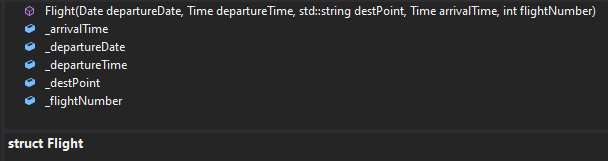 Flight(Date departureDate, Time departureTime, std::string destPoint, Time arrivalTime, int flightNumber)
_arrivalTime
_departureDate
_departureTime
_destPoint
_flightNumber
struct Flight